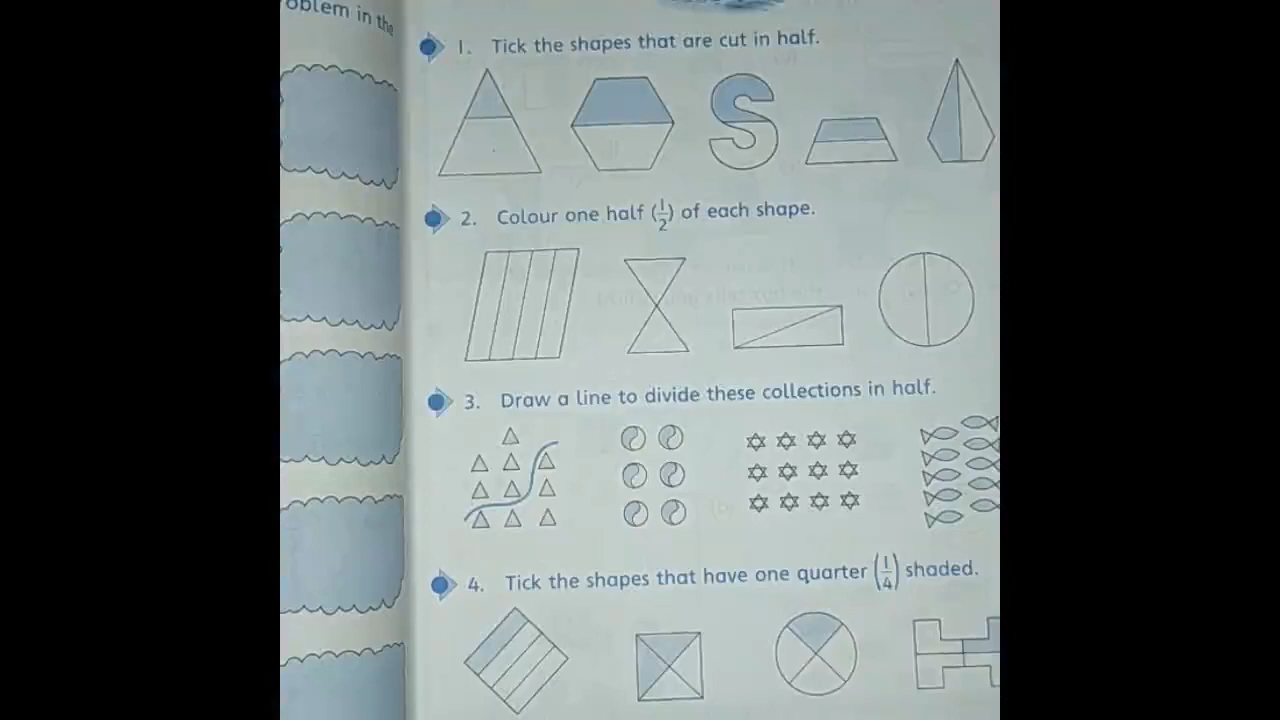 oblem in the
1. Tick the shapes that are cut in half.
2. Colour one half (1/2) of each shape.
3. Draw a line to divide these collections in half.
4. Tick the shapes that have one quarter (1/4) shaded.